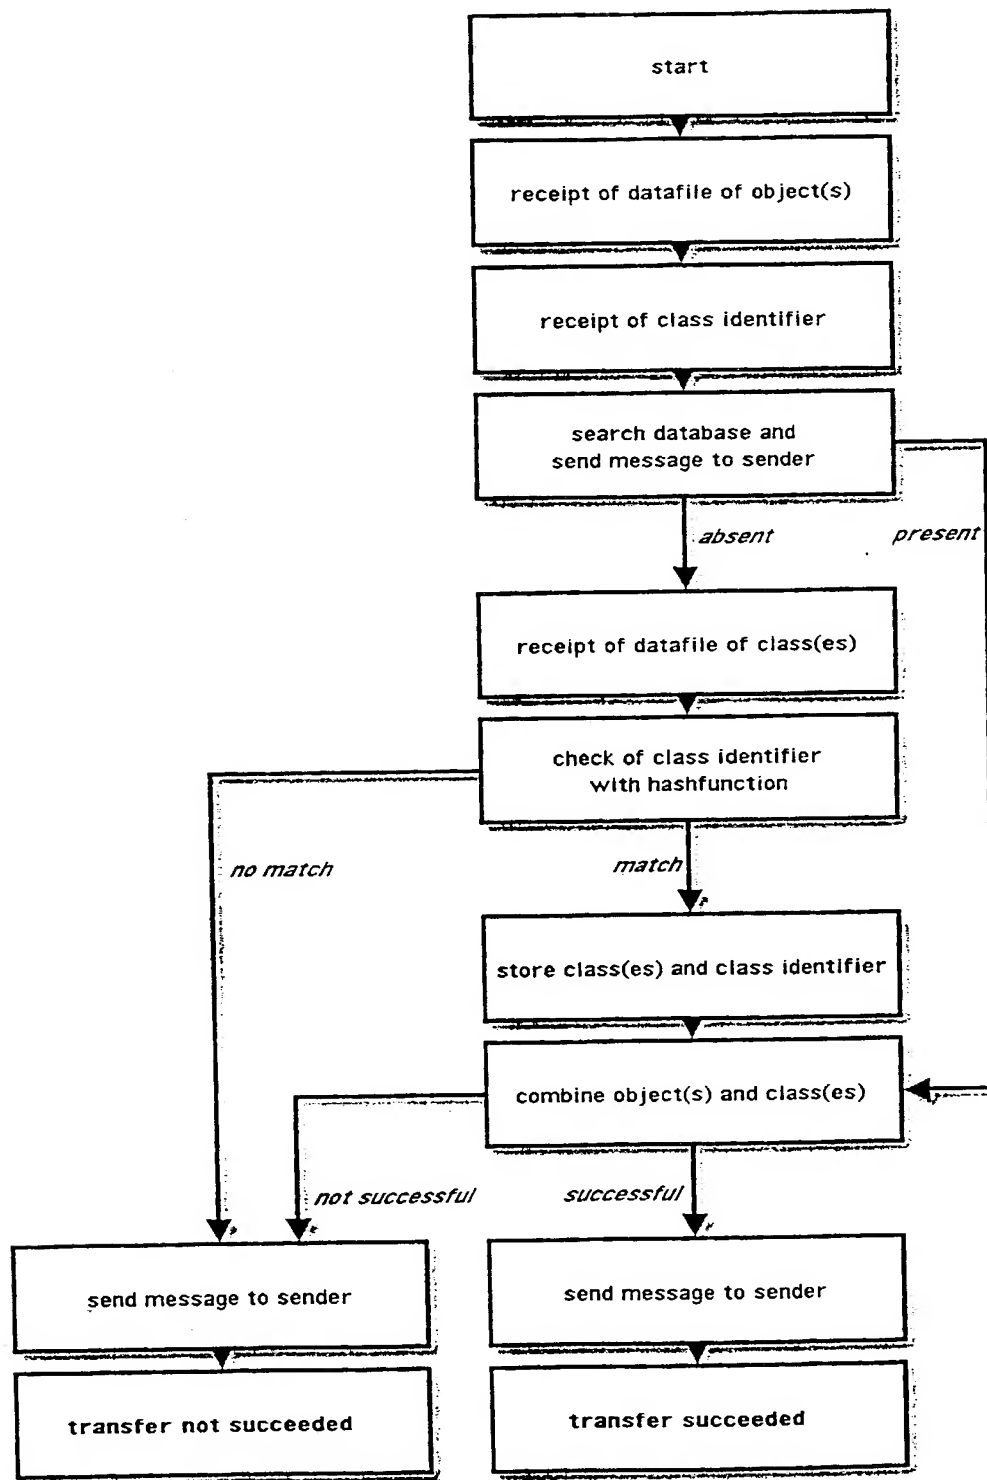 start
receipt of datafile of object(s)
receipt of class identifier
search database and
send message to sender
absent
present
receipt of datafile of class(es)
check of class identifier
with hashfunction
no match
match
store class(es) and class identifier
combine object(s) and class(es)
not successful
successful
send message to sender
send message to sender
transfer not succeeded
transfer succeeded